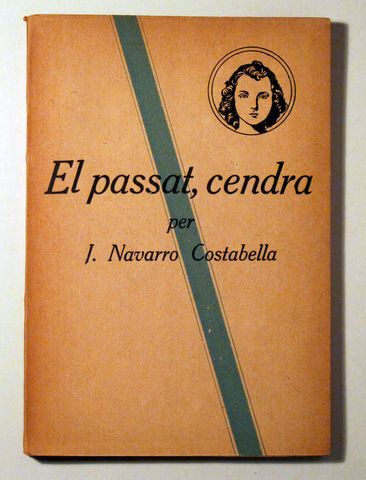 El passat, cendra
per
J. Navarro Costabella